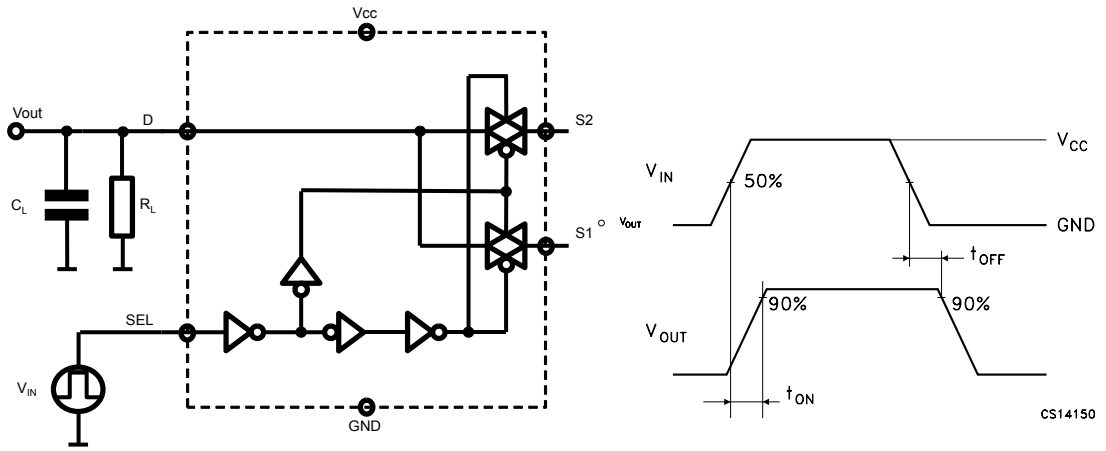 Vcc
Vout
D
S2
CL
RL
S1
VOUT
SEL
VIN
GND
VCC
VIN
50%
GND
tOFF
90%
90%
VOUT
tON
CS14150